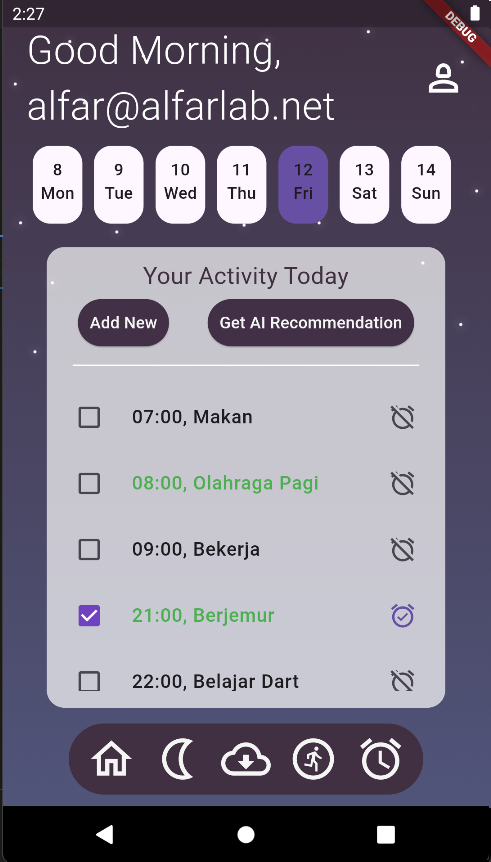 2:27
DEBUG
Good Morning,
alfar@alfarlab.net
8 9 10 11 12 13 14
Mon Tue Wed Thu Fri Sat Sun
Your Activity Today
Add New Get AI Recommendation
07:00, Makan
08:00, Olahraga Pagi
09:00, Bekerja
21:00, Berjemur
22:00, Belajar Dart